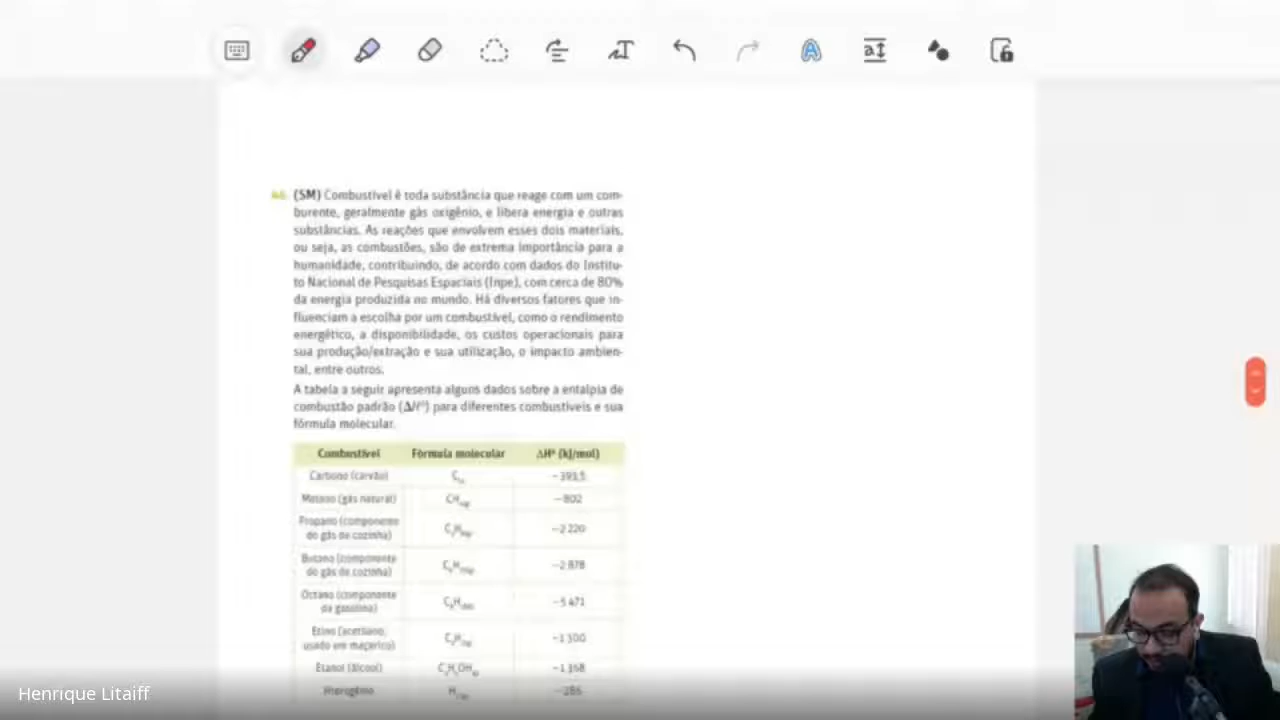 46. (SM) Combustível é toda substância que reage com um com-
burente, geralmente gás oxigênio, e libera energia e outras
substâncias. As reações que envolvem esses dois materiais,
ou seja, as combustões, são de extrema importância para a
humanidade, contribuindo, de acordo com dados do Institu-
to Nacional de Pesquisas Espaciais (Inpe), com cerca de 80%
da energia produzida no mundo. Há diversos fatores que in-
fluenciam a escolha por um combustível, como o rendimento
energético, a disponibilidade, os custos operacionais para
sua produção/extração e sua utilização, o impacto ambien-
tal, entre outros.
A tabela a seguir apresenta alguns dados sobre a entalpia de
combustão padrão (ΔH°) para diferentes combustíveis e sua
fórmula molecular.
Combustível Fórmula molecular ΔH° (kJ/mol)
Carbono (carvão) -393,5
Metano (gás natural) -802
Propano (componente
do gás de cozinha) -2 220
Butano (componente
do gás de cozinha) -2 878
Octano (componente
da gasolina) -5 471
Etino (acetileno,
usado em maçarico) -1 300
Etanol (álcool) -1 368
Hidrogênio -286
Henrique Litaiff